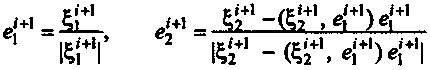 $e_1^{i+1} = \frac{\xi_1^{i+1}}{|\xi_1^{i+1}|}, \quad e_2^{i+1} = \frac{\xi_2^{i+1} - (\xi_2^{i+1}, e_1^{i+1}) e_1^{i+1}}{|\xi_2^{i+1} - (\xi_2^{i+1}, e_1^{i+1}) e_1^{i+1}|}$